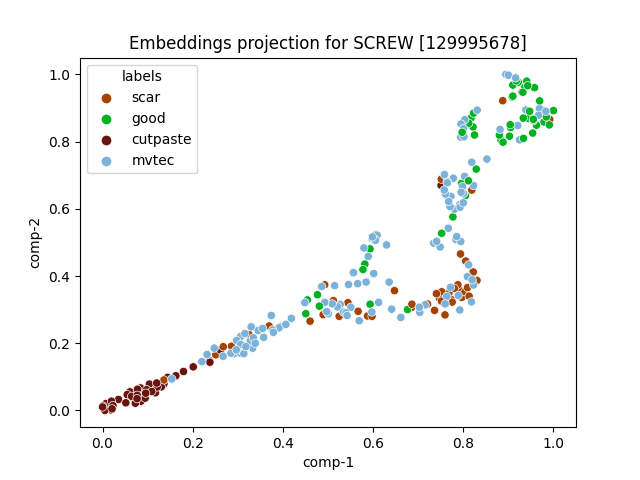 Embeddings projection for SCREW [129995678]
labels
scar
good
cutpaste
mvtec
1.0
0.8
0.6
0.4
0.2
0.0
comp-2
0.0 0.2 0.4 0.6 0.8 1.0
comp-1